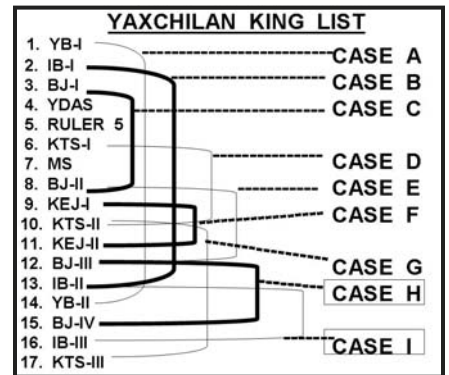 YAXCHILAN KING LIST
1. YB-I
2. IB-I
3. BJ-I
4. YDAS
5. RULER 5
6. KTS-I
7. MS
8. BJ-II
9. KEJ-I
10. KTS-II
11. KEJ-II
12. BJ-III
13. IB-II
14. YB-II
15. BJ-IV
16. IB-III
17. KTS-III
CASE A
CASE B
CASE C
CASE D
CASE E
CASE F
CASE G
CASE H
CASE I